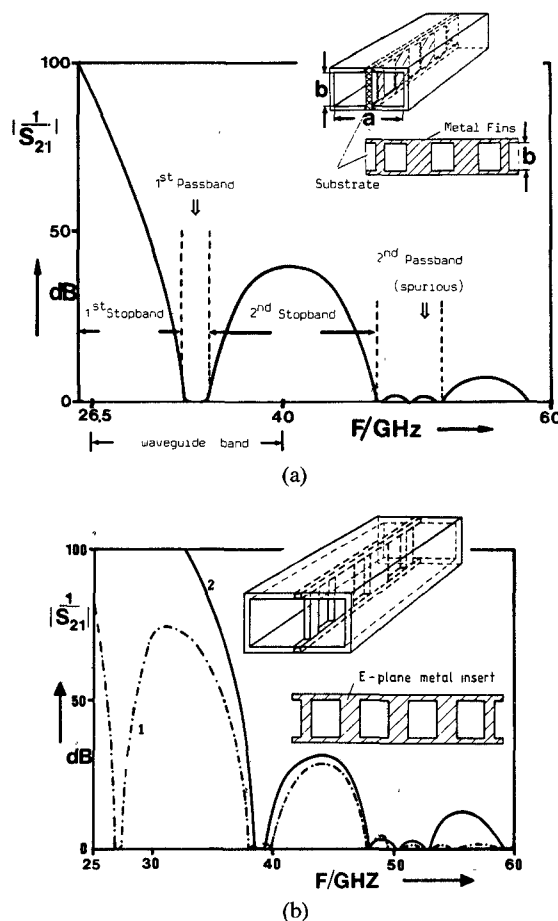 100
|1/S21|
50
dB
0
b
a
Metal Fins
b
Substrate
1st Passband
⇓
2nd Passband
(spurious)
⇓
1st Stopband
2nd Stopband
26,5
40
60
F/GHz
waveguide band
(a)
100
|1/S21|
50
dB
0
2
1
E-plane metal insert
25
30
40
50
60
F/GHZ
(b)